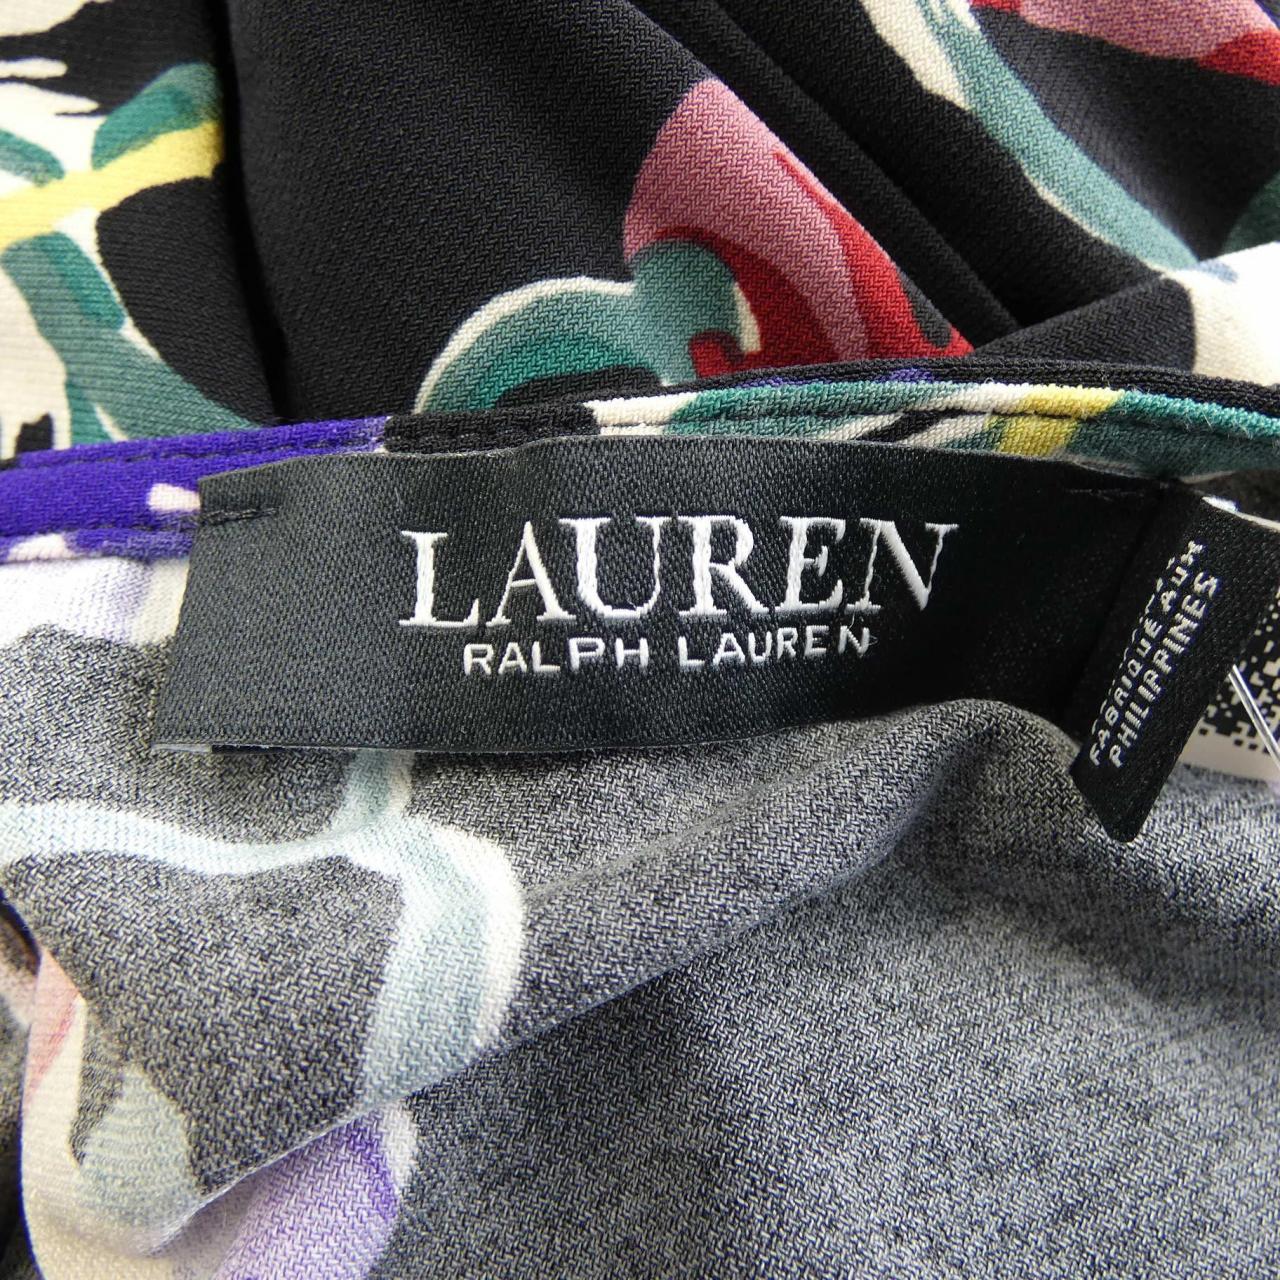 LAUREN
RALPH LAUREN
FABRIQUÉ AUX
PHILIPPINES